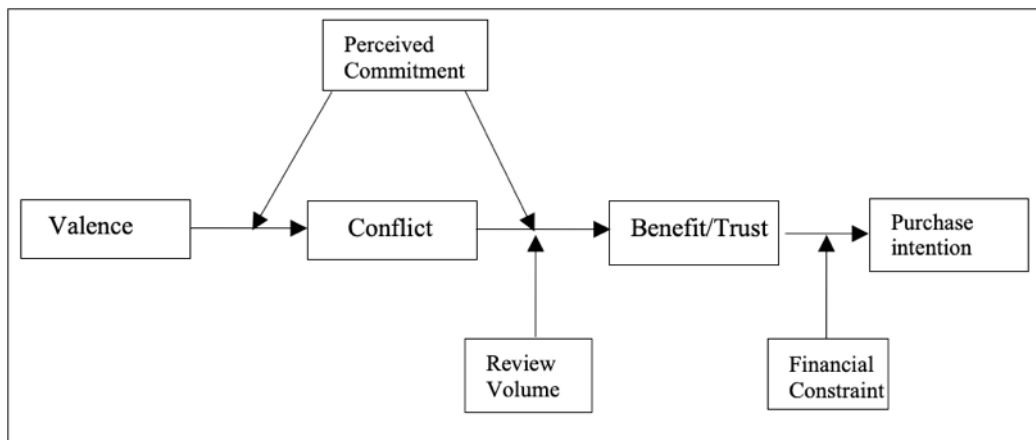 Perceived
Commitment
Valence
Conflict
Benefit/Trust
Purchase
intention
Review
Volume
Financial
Constraint